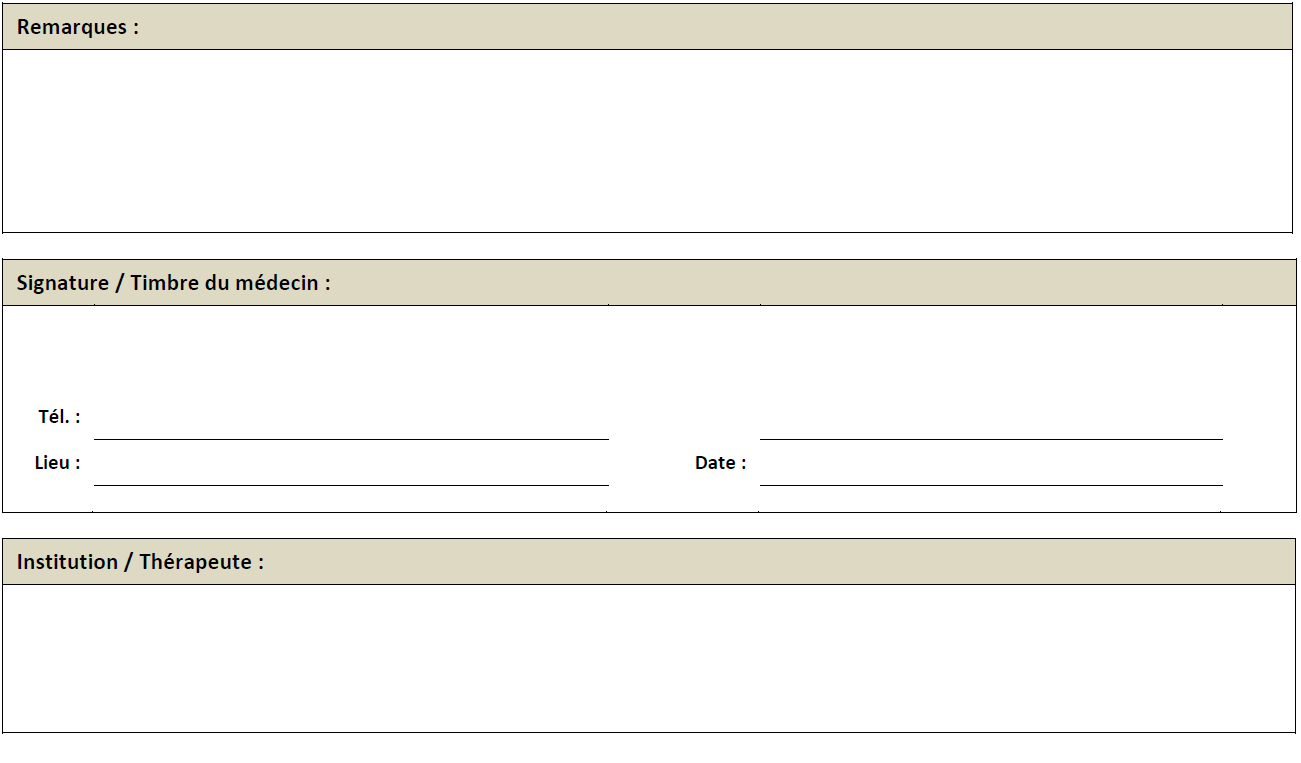 Remarques :
Signature / Timbre du médecin :
Tél. :
Lieu : Date :
Institution / Thérapeute :